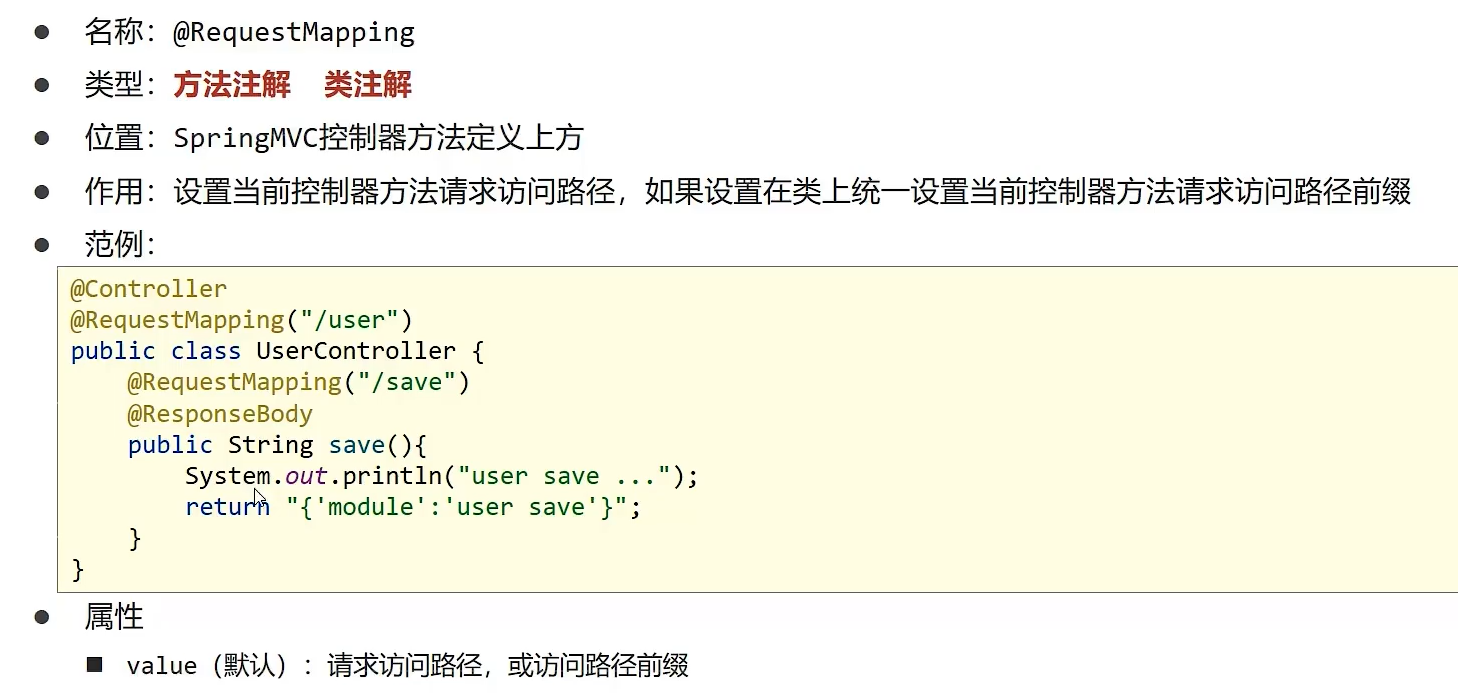 名称：@RequestMapping
类型：方法注解 类注解
位置：SpringMVC控制器方法定义上方
作用：设置当前控制器方法请求访问路径，如果设置在类上统一设置当前控制器方法请求访问路径前缀
范例：
@Controller
@RequestMapping("/user")
public class UserController {
    @RequestMapping("/save")
    @ResponseBody
    public String save(){
        System.out.println("user save ...");
        return "{'module':'user save'}";
    }
}
属性
value（默认）：请求访问路径，或访问路径前缀